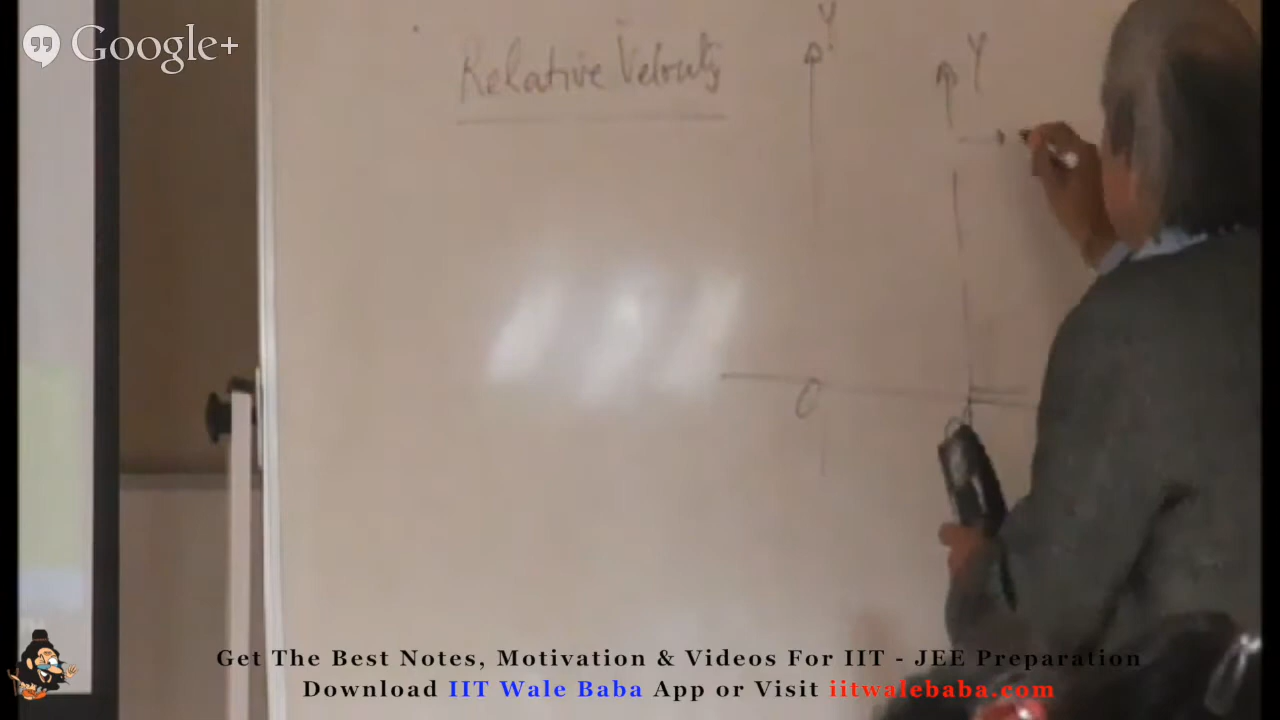 Google+
Relative Velocity
Y
Y
O
Get The Best Notes, Motivation & Videos For IIT - JEE Preparation
Download IIT Wale Baba App or Visit iitwalebaba.com